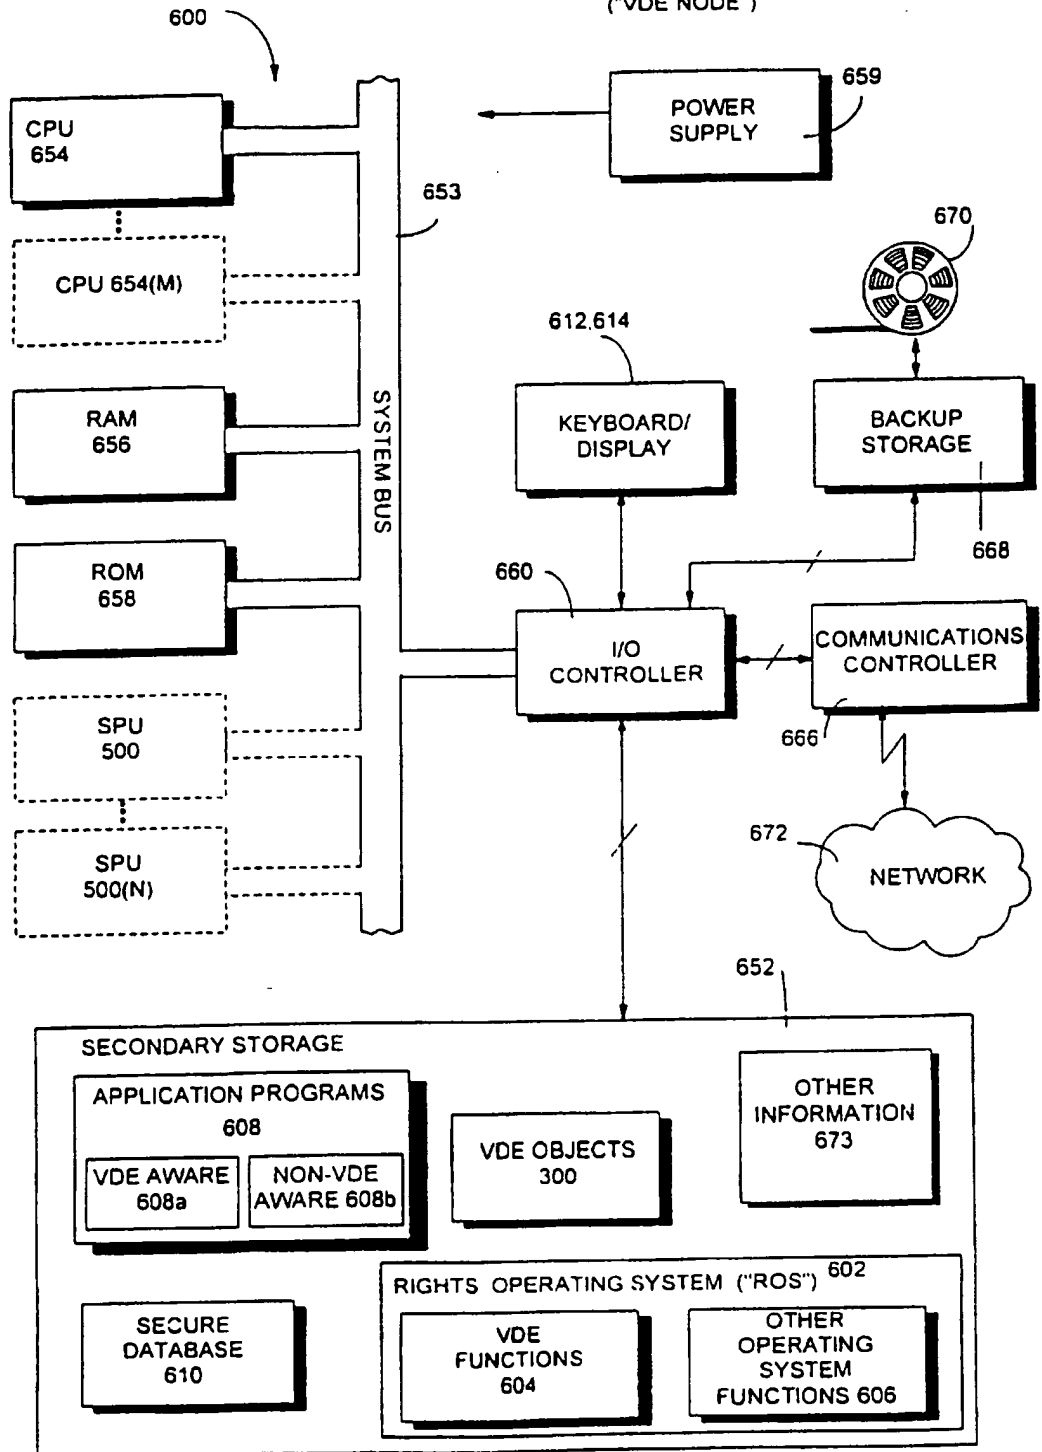 ("VDE NODE")
600
CPU
654
CPU 654(M)
RAM
656
ROM
658
SPU
500
SPU
500(N)
SYSTEM BUS
653
POWER
SUPPLY
659
670
612,614
KEYBOARD/
DISPLAY
BACKUP
STORAGE
668
660
I/O
CONTROLLER
COMMUNICATIONS
CONTROLLER
666
672
NETWORK
652
SECONDARY STORAGE
APPLICATION PROGRAMS
608
VDE AWARE
608a
NON-VDE
AWARE 608b
VDE OBJECTS
300
OTHER
INFORMATION
673
SECURE
DATABASE
610
RIGHTS OPERATING SYSTEM ("ROS") 602
VDE
FUNCTIONS
604
OTHER
OPERATING
SYSTEM
FUNCTIONS 606